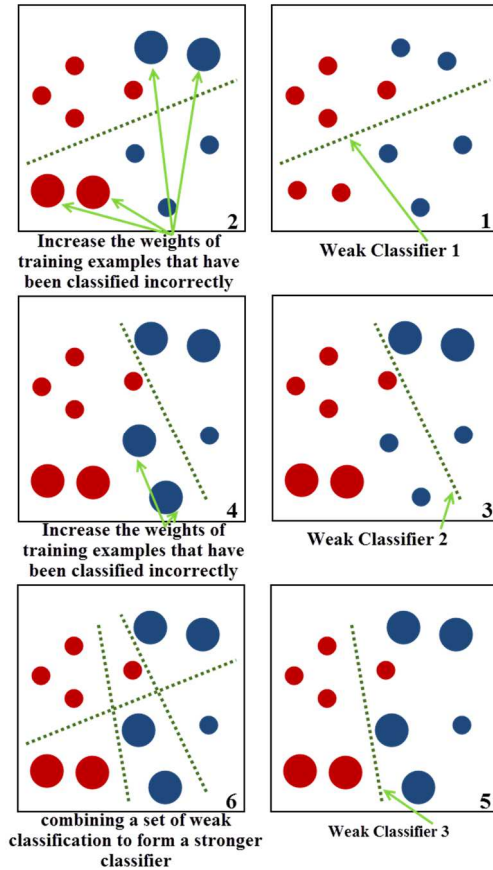 2
Increase the weights of
training examples that have
been classified incorrectly
1
Weak Classifier 1
4
Increase the weights of
training examples that have
been classified incorrectly
3
Weak Classifier 2
6
combining a set of weak
classification to form a stronger
classifier
5
Weak Classifier 3